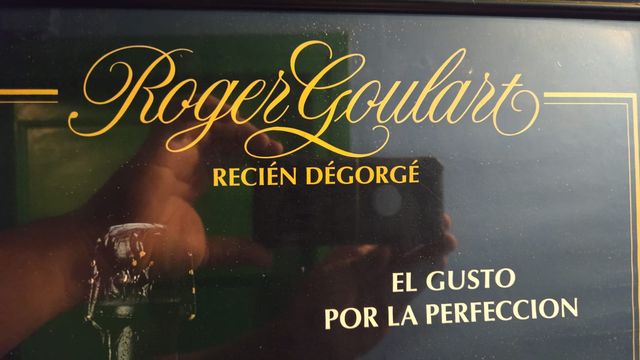 Roger Goulart
RECIÉN DÉGORGÉ
EL GUSTO
POR LA PERFECCION